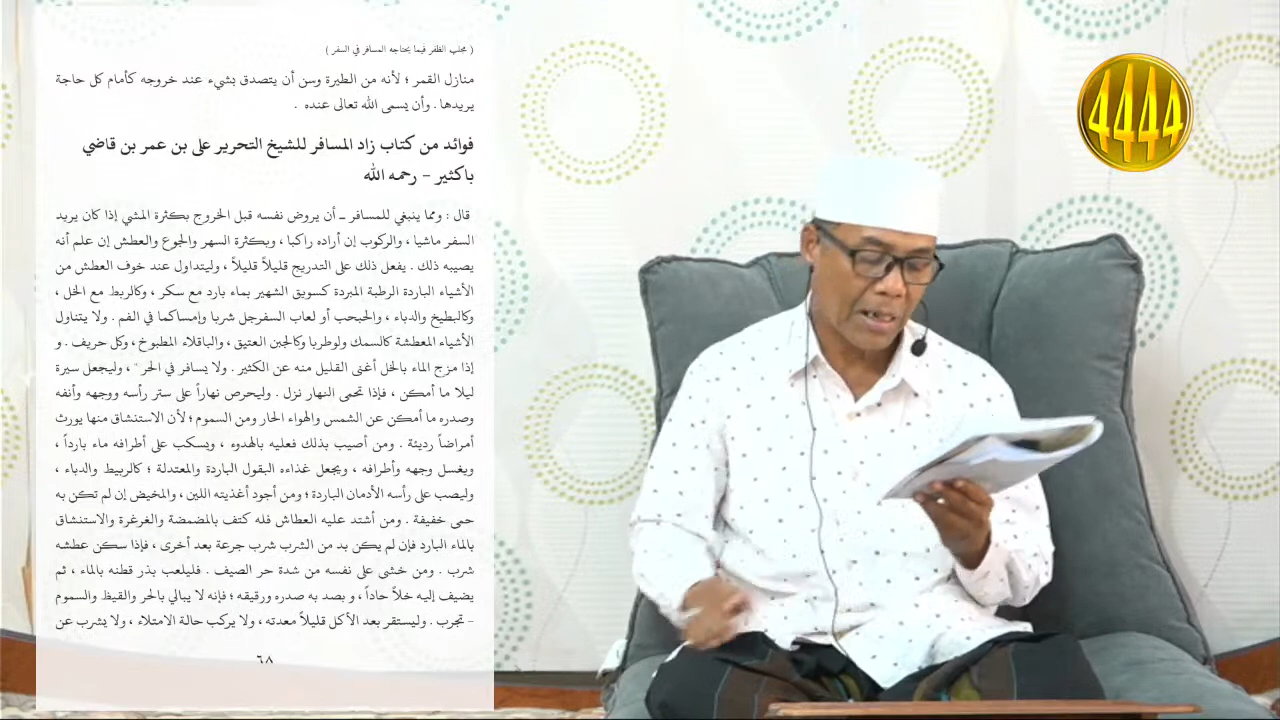 ( مجلب الظفر فيما يحتاجه المسافر في السفر )
منازل القمر ؛ لأنه من الطيرة وسن أن يتصدق بشيء عند خروجه كأمام كل حاجة
يريدها . وأن يسمى الله تعالى عنده .
فوائد من كتاب زاد المسافر للشيخ التحرير على بن عمر بن قاضي
باكثير – رحمه الله
قال : ومما ينبغي للمسافر – أن يروض نفسه قبل الخروج بكثرة المشي إذا كان يريد
السفر ماشيا ، والركوب إن أراده راكبا ، وبكثرة السهر والجوع والعطش إن علم أنه
يصيبه ذلك . يفعل ذلك على التدريج قليلاً قليلاً ، وليتداول عند خوف العطش من
الأشياء الباردة الرطبة المبردة كسويق الشهير بماء بارد مع سكر ، وكالربط مع الخل ،
وكالبطيخ والدباء ، والحبحب أو لعاب السفرجل شربا وإمساكما في الفم . ولا يتناول
الأشياء المعطشة كالسمك ولوطريا وكالجبن العتيق ، والباقلاء المطبوخ ، وكل حريف . و
إذا مزج الماء بالخل أغنى القليل منه عن الكثير . ولا يسافر في الحر ، وليجعل سيرة
ليلا ما أمكن ، فإذا تحمى النهار نزل . وليحرص نهاراً على ستر رأسه ووجهه وأنفه
وصدره ما أمكن عن الشمس والهواء الحار ومن السموم ؛ لأن الاستنشاق منها يورث
أمراضاً رديئة . ومن أصيب بذلك فعليه بالهدوء ، ويسكب على أطرافه ماء بارداً ،
ويغسل وجهه وأطرافه ، ويجعل غذاءه البقول الباردة والمعتدلة ؛ كالربيط والدباء ،
وليصب على رأسه الأدمان الباردة ؛ ومن أجود أغذيته اللبن ، والمخيض إن لم تكن به
حمى خفيفة . ومن أشتد عليه العطاش فله كتف بالمضمضة والغرغرة والاستنشاق
بالماء البارد فإن لم يكن بد من الشرب شرب جرعة بعد أخرى ، فإذا سكن عطشه
شرب . ومن خشى على نفسه من شدة حر الصيف . فليلعب بذر قطنه بالماء ، ثم
يضيف إليه خلاً حاداً ، و بصد به صدره ورقيقه ؛ فإنه لا يبالي بالحر والقيظ والسموم
– تجرب . وليستقر بعد الأكل قليلاً معدته ، ولا يركب حالة الامتلاء ، ولا يشرب عن
٦٨
4444